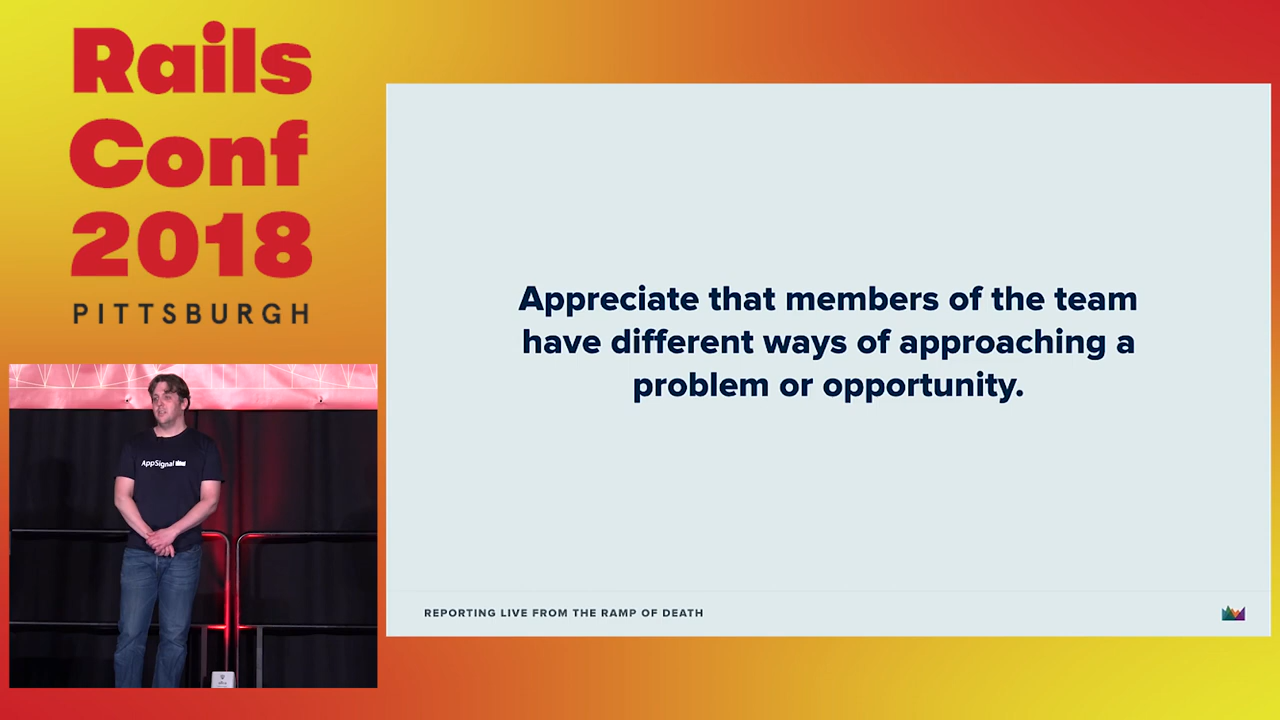 Rails
Conf
2018
PITTSBURGH
AppSignal
Appreciate that members of the team
have different ways of approaching a
problem or opportunity.
REPORTING LIVE FROM THE RAMP OF DEATH